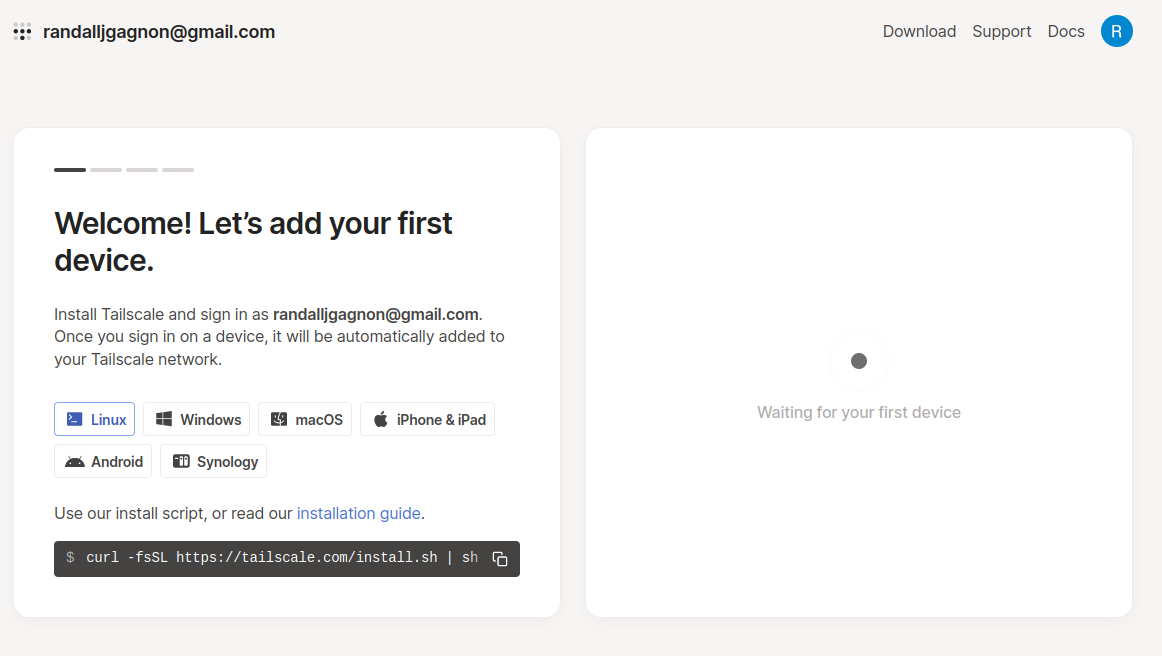 randalljgagnon@gmail.com
Download Support Docs R
Welcome! Let’s add your first
device.
Install Tailscale and sign in as randalljgagnon@gmail.com.
Once you sign in on a device, it will be automatically added to
your Tailscale network.
Linux Windows macOS iPhone & iPad
Android Synology
Use our install script, or read our installation guide.
$ curl -fsSL https://tailscale.com/install.sh | sh
Waiting for your first device